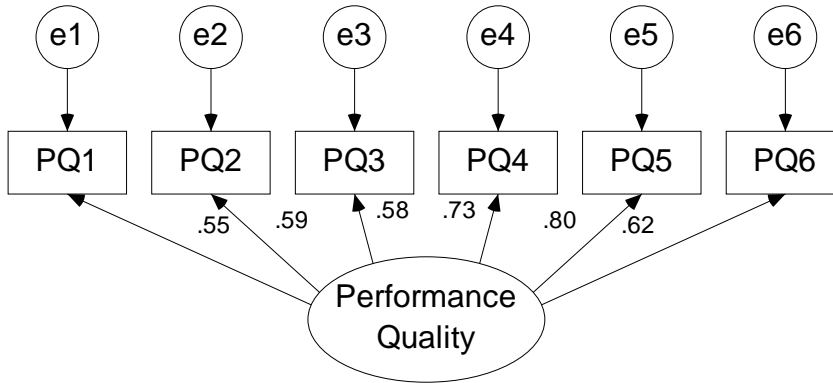 e1 e2 e3 e4 e5 e6
PQ1 PQ2 PQ3 PQ4 PQ5 PQ6
.55 .59 .58 .73 .80 .62
Performance
Quality